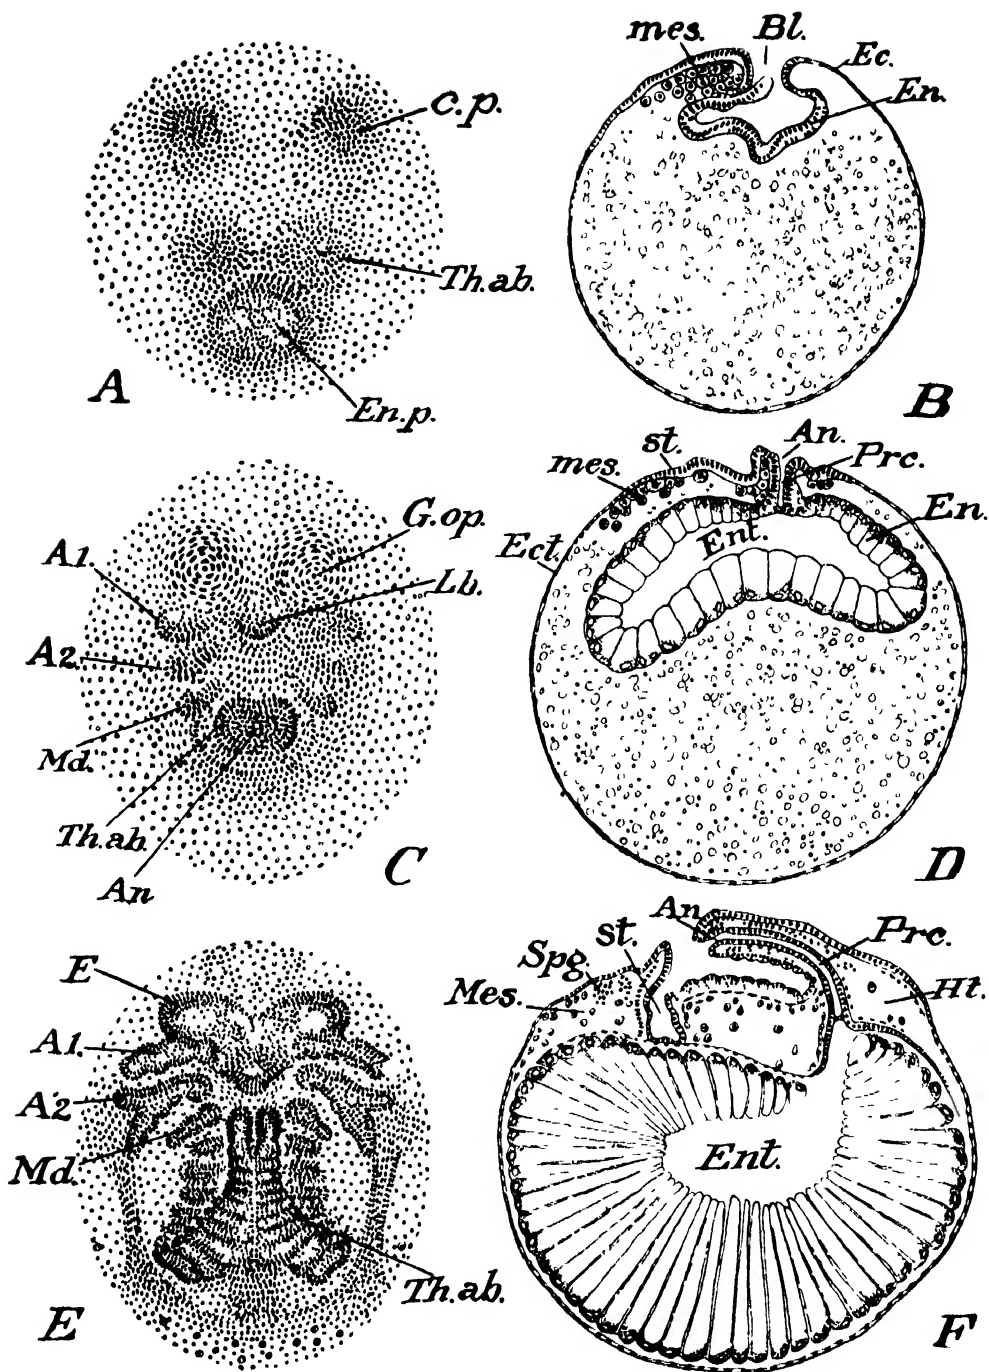 c.p.
Th.ab.
En.p.
A
mes.
Bl.
Ec.
En.
B
G.op.
A1.
Lb.
A2.
Md.
Th.ab.
An
C
st.
An.
mes.
Prc.
En.
Ect.
Ent.
D
E
A1.
A2
Md.
Th.ab.
E
An.
st.
Prc.
Spg.
Mes.
Ht.
Ent.
F